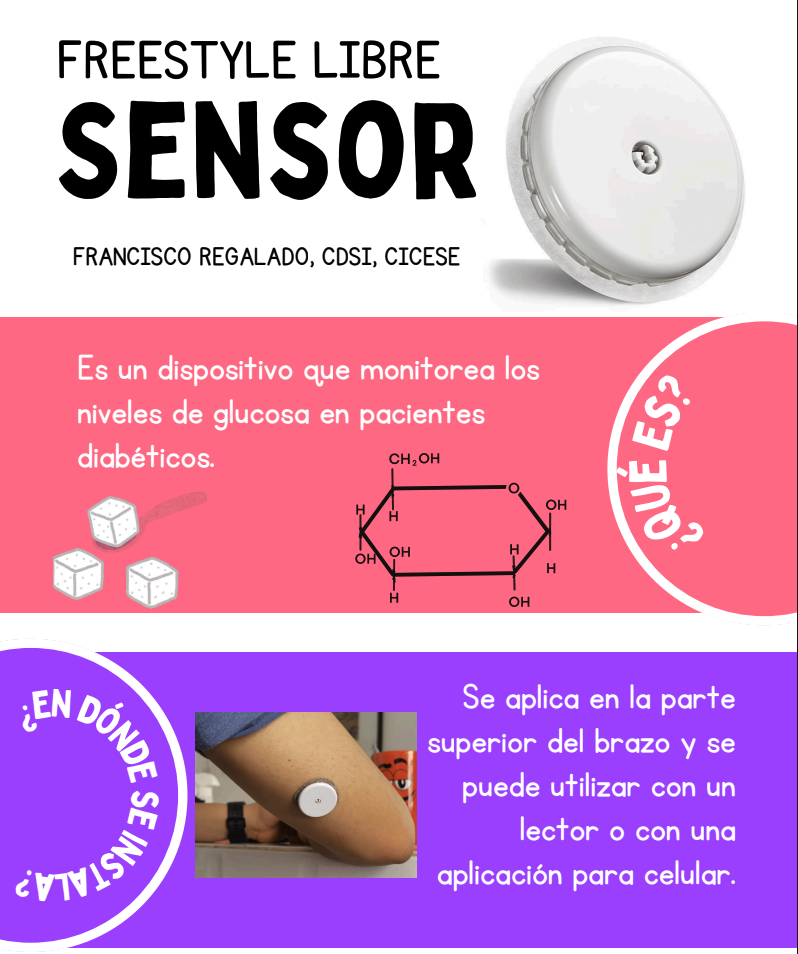 FREESTYLE LIBRE
SENSOR
FRANCISCO REGALADO, CDSI, CICESE
Es un dispositivo que monitorea los
niveles de glucosa en pacientes
diabéticos.
¿QUÉ ES?
CH₂OH
O
H
H
OH
OH
OH
H
H
H
OH
¿EN DÓNDE SE INSTALA?
Se aplica en la parte
superior del brazo y se
puede utilizar con un
lector o con una
aplicación para celular.